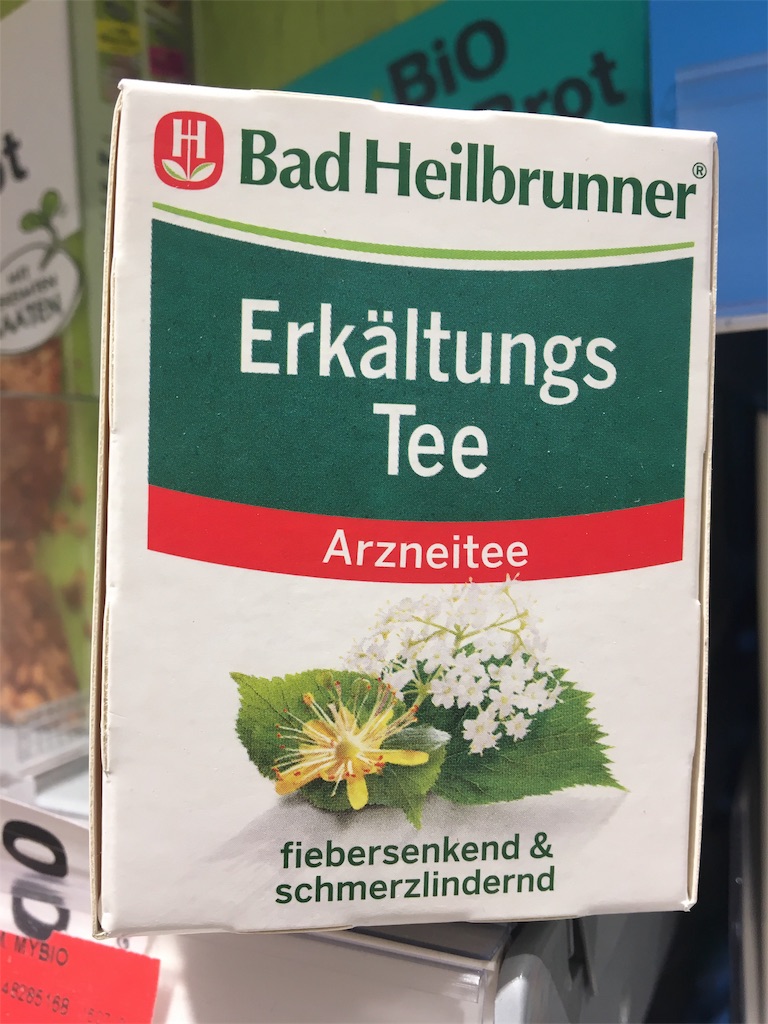 BiO
Brot
H
Bad Heilbrunner®
Erkältungs
Tee
Arzneitee
fiebersenkend &
schmerzlindernd
MYBIO